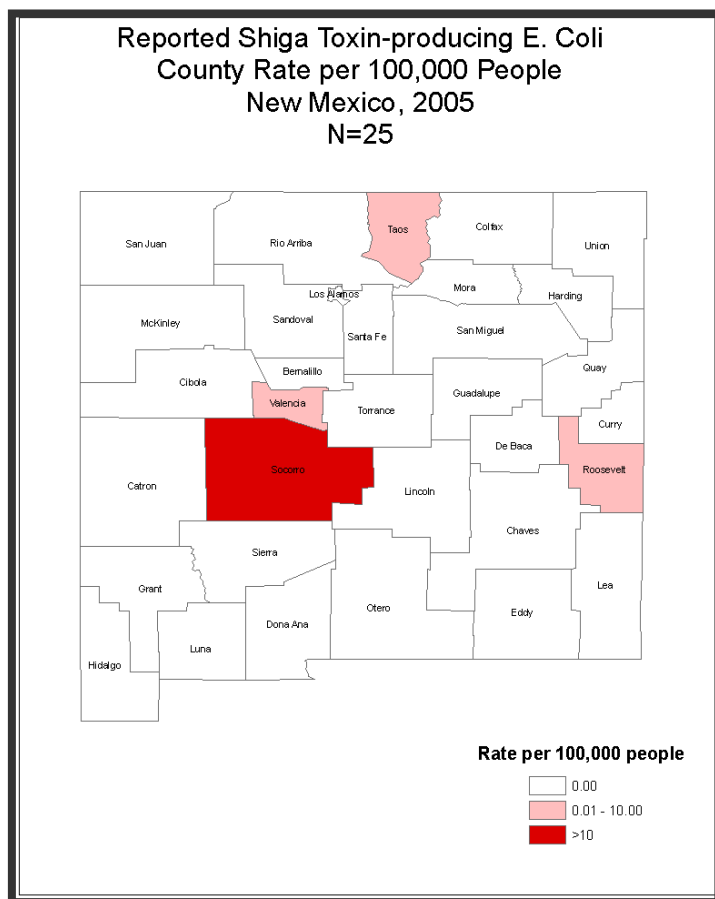 Reported Shiga Toxin-producing E. Coli
County Rate per 100,000 People
New Mexico, 2005
N=25
San Juan
Rio Arriba
Taos
Colfax
Union
Los Alamos
Mora
Harding
McKinley
Sandoval
Santa Fe
San Miguel
Cibola
Bernalillo
Quay
Valencia
Torrance
Guadalupe
Curry
De Baca
Catron
Socorro
Lincoln
Roosevelt
Chaves
Sierra
Grant
Lea
Dona Ana
Otero
Eddy
Luna
Hidalgo
Rate per 100,000 people
0.00
0.01 - 10.00
>10